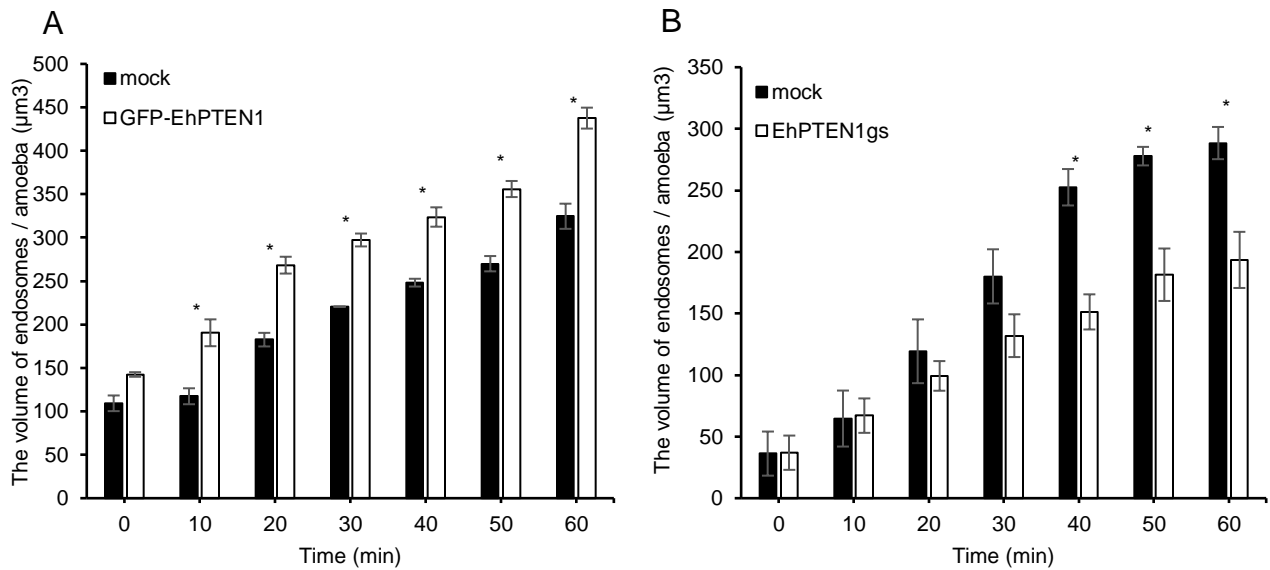 A
The volume of endosomes / amoeba (µm3)
500
450
400
350
300
250
200
150
100
50
0
mock
GFP-EhPTEN1
*
*
*
*
*
*
0 10 20 30 40 50 60
Time (min)
B
The volume of endosomes / amoeba (µm3)
350
300
250
200
150
100
50
0
mock
EhPTEN1gs
*
*
*
0 10 20 30 40 50 60
Time (min)